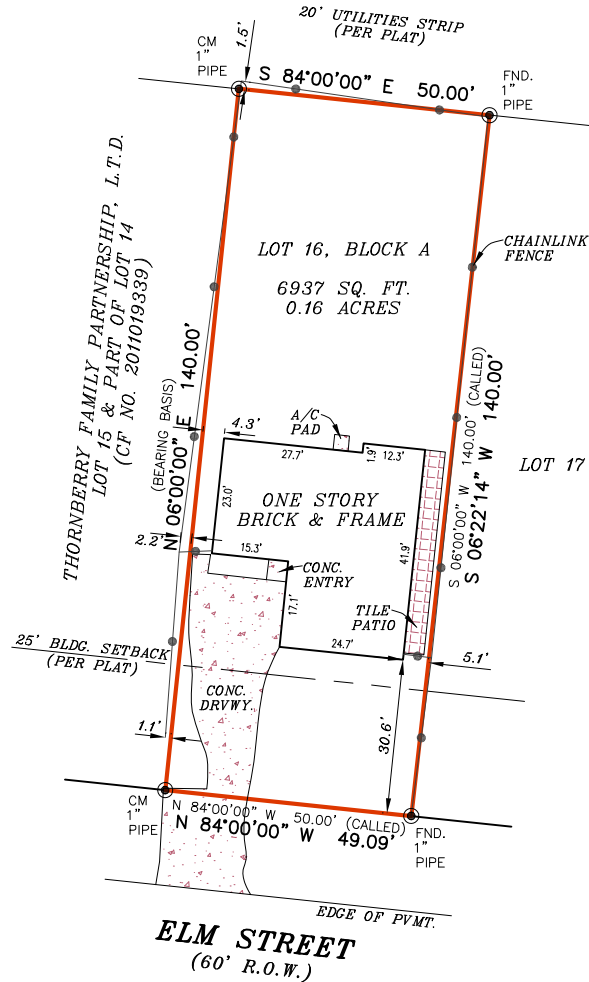 20' UTILITIES STRIP
(PER PLAT)
1.5'
CM
1"
PIPE
S 84°00'00" E 50.00'
FND.
1"
PIPE
THORNBERRY FAMILY PARTNERSHIP, L.T.D.
LOT 15 & PART OF LOT 14
(CF NO. 2011019339)
LOT 16, BLOCK A
6937 SQ. FT.
0.16 ACRES
CHAINLINK
FENCE
(BEARING BASIS)
N 06°00'00" E 140.00'
S 06°00'00" W 140.00' (CALLED)
S 06°22'14" W 140.00'
LOT 17
A/C
PAD
4.3'
27.7'
1.9'
12.3'
23.0'
ONE STORY
BRICK & FRAME
41.9'
2.2'
15.3'
CONC.
ENTRY
17.1'
TILE
PATIO
24.7'
5.1'
25' BLDG. SETBACK
(PER PLAT)
CONC.
DRVWY.
30.6'
1.1'
CM
1"
PIPE
N 84°00'00" W 50.00' (CALLED)
N 84°00'00" W 49.09'
FND.
1"
PIPE
EDGE OF PVMT.
ELM STREET
(60' R.O.W.)